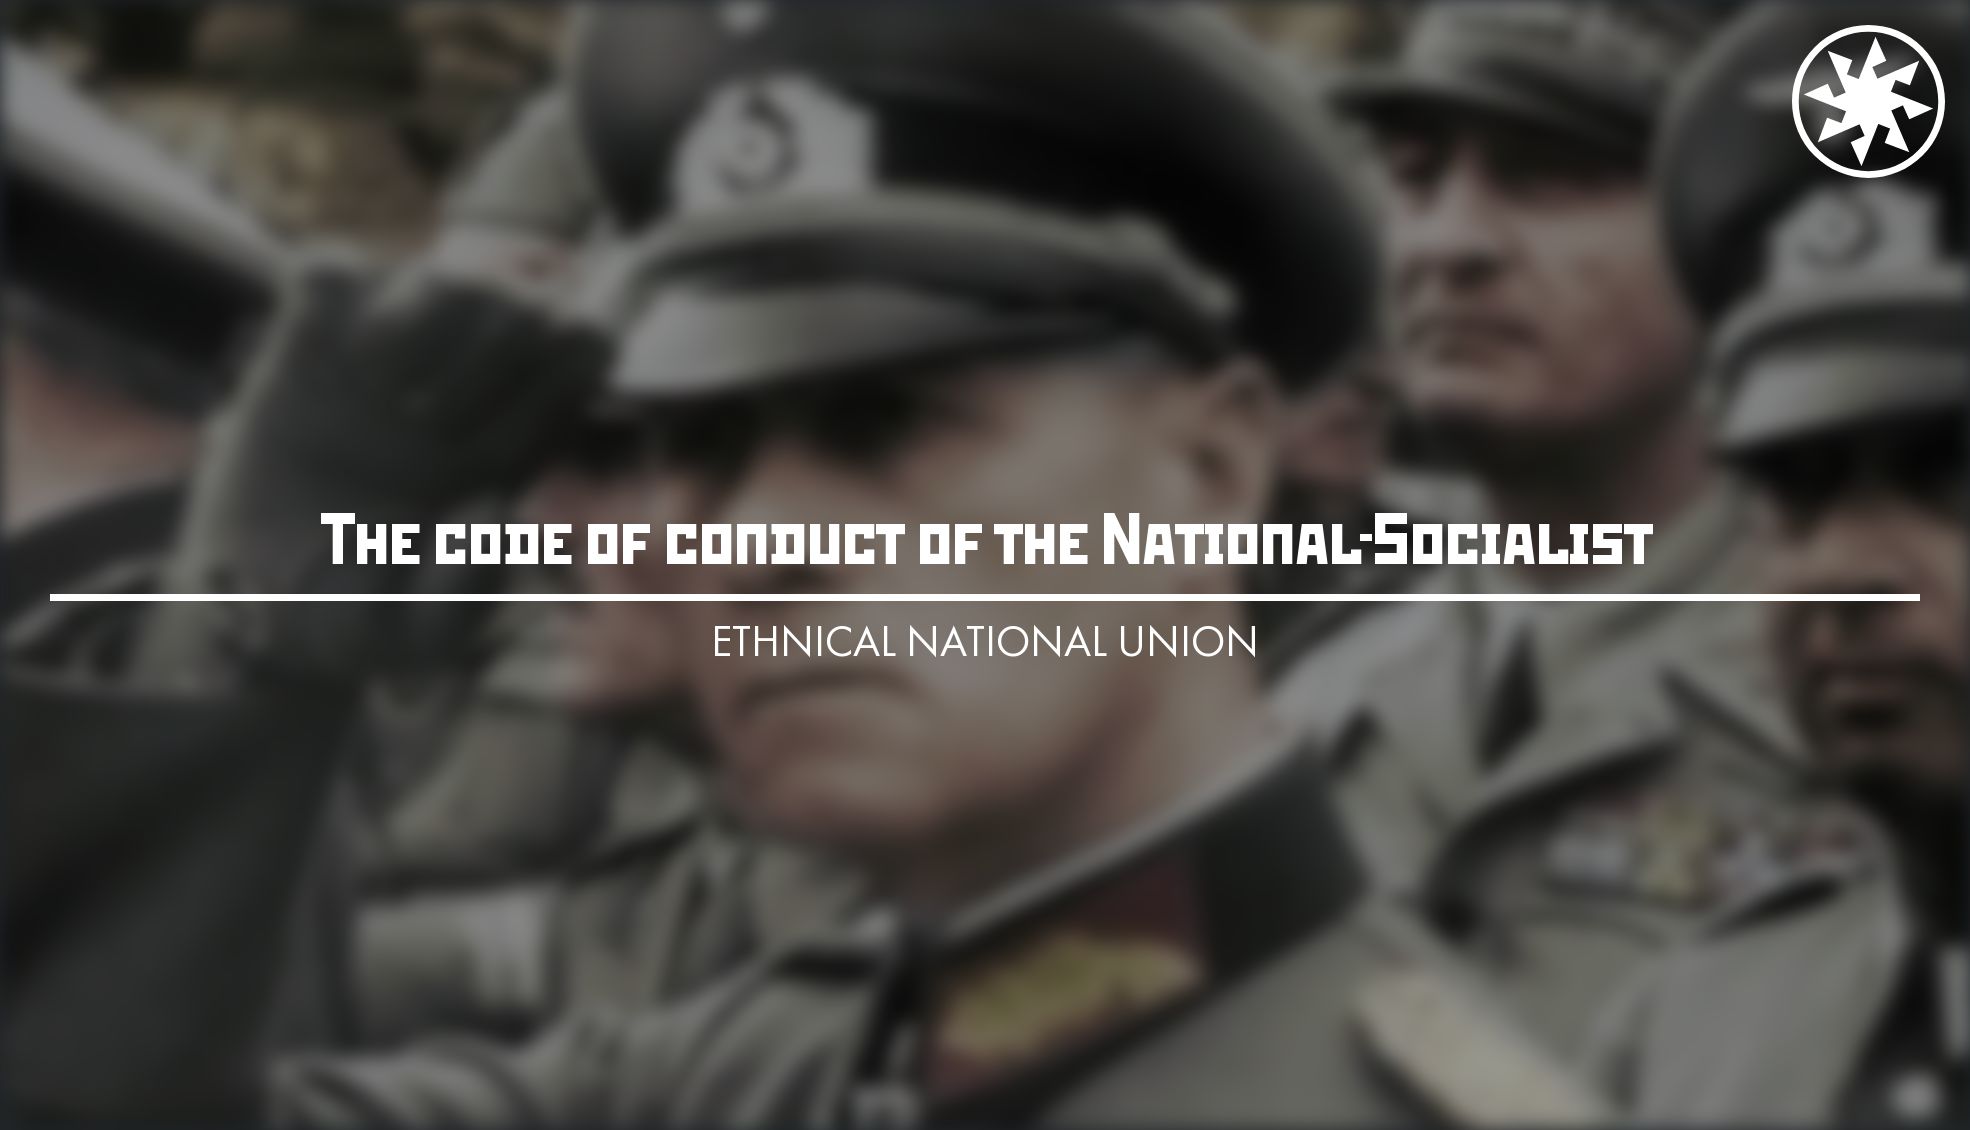 The code of conduct of the National-Socialist
ETHNICAL NATIONAL UNION